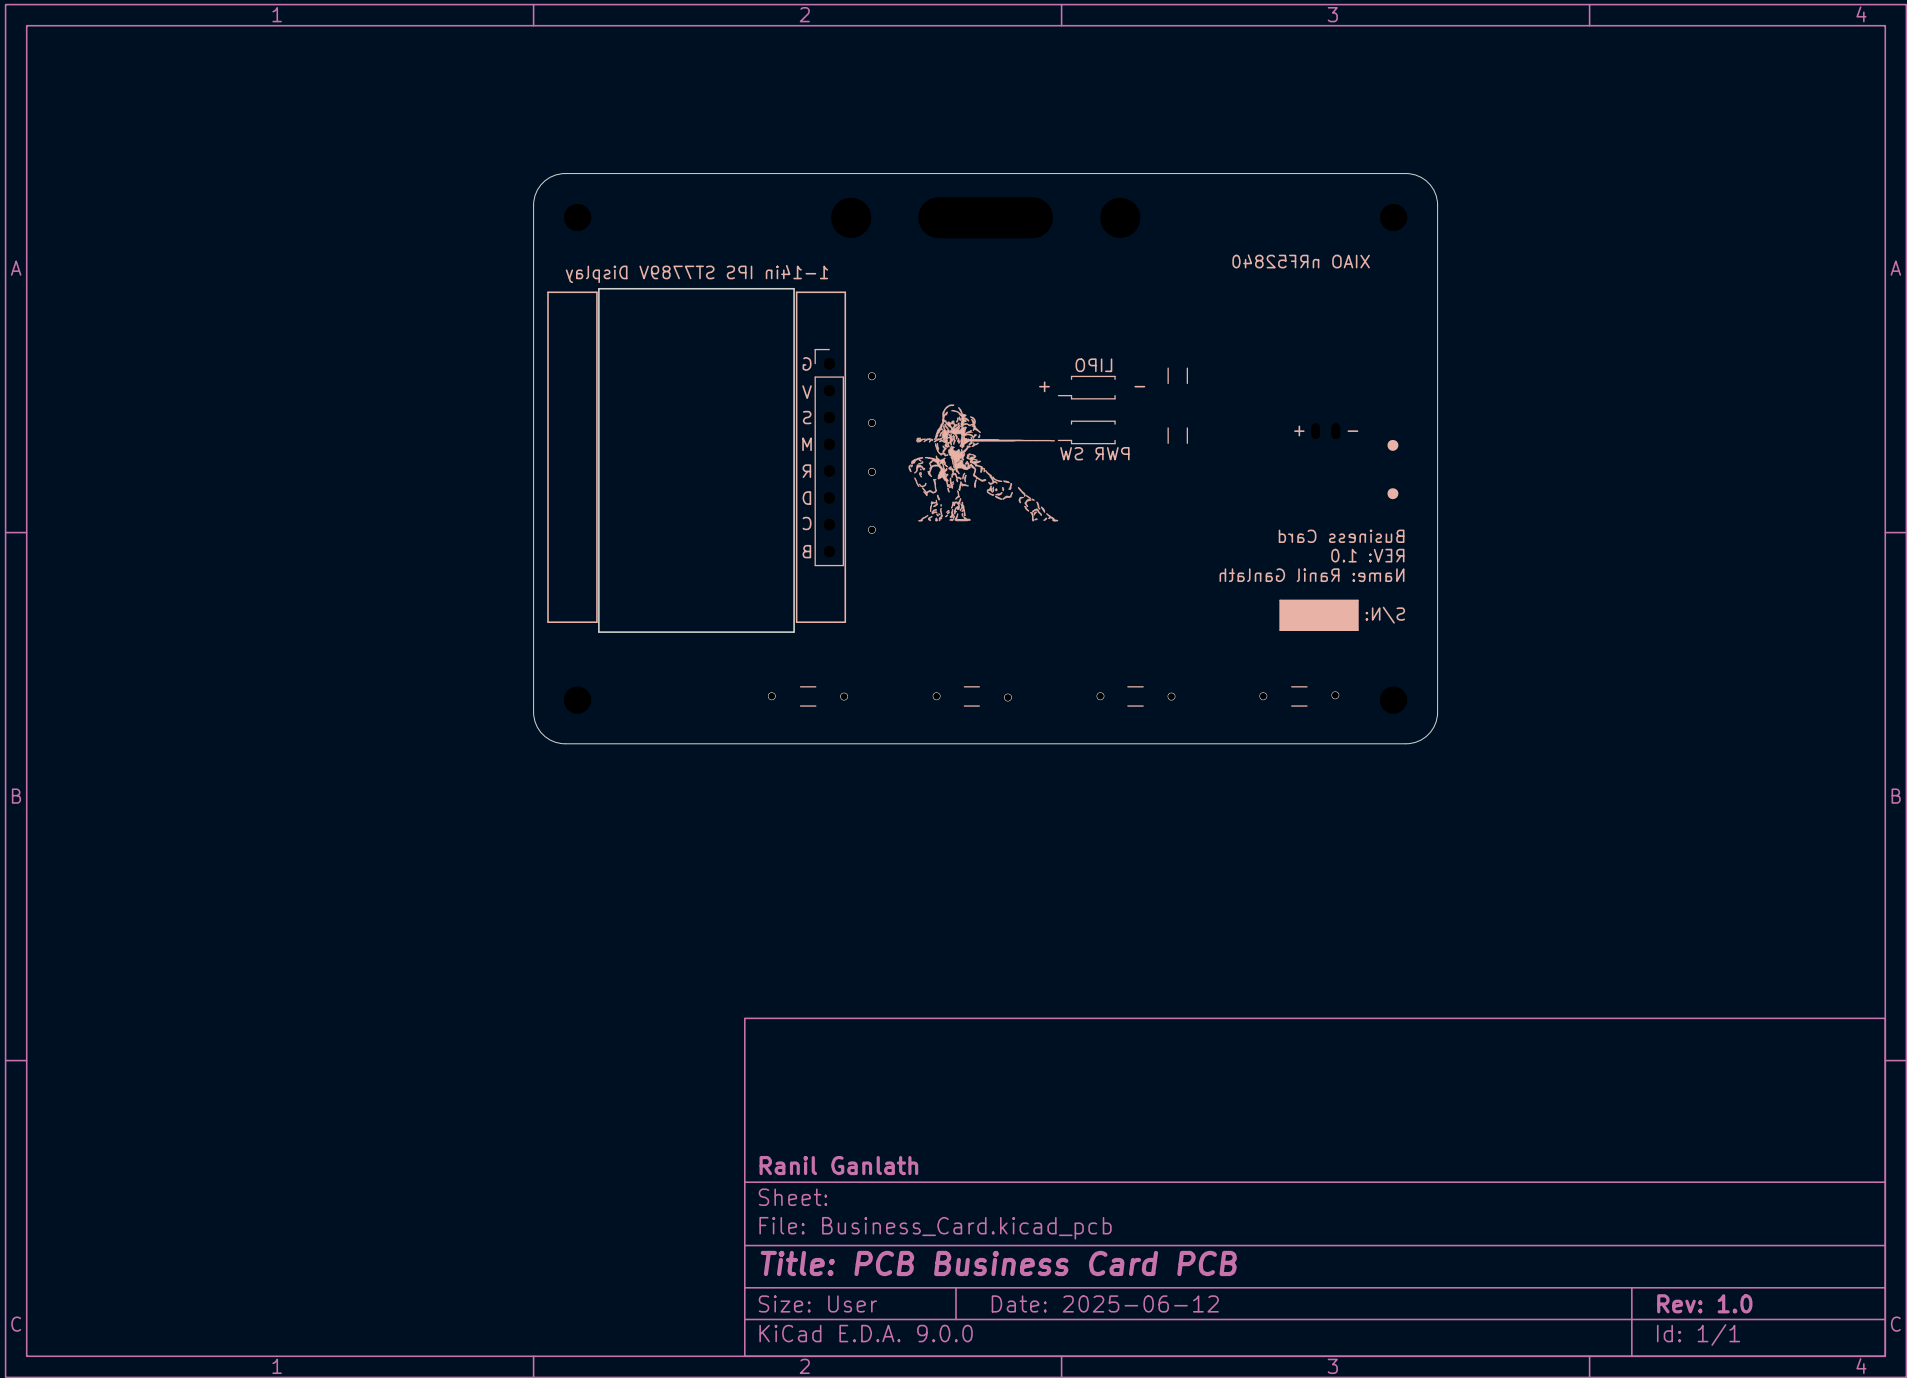 1 2 3 4
A A
XIAO nRF52840
1-14in IPS ST7789V Display
G
LIPO
+ -
V
S
+ -
M
PWR SW
R
D
C
Business Card
B
REV: 1.0
Name: Ranil Ganlath
S/N:
B B
Ranil Ganlath
Sheet:
File: Business_Card.kicad_pcb
Title: PCB Business Card PCB
Size: User Date: 2025-06-12 Rev: 1.0
KiCad E.D.A. 9.0.0 Id: 1/1
C C
1 2 3 4